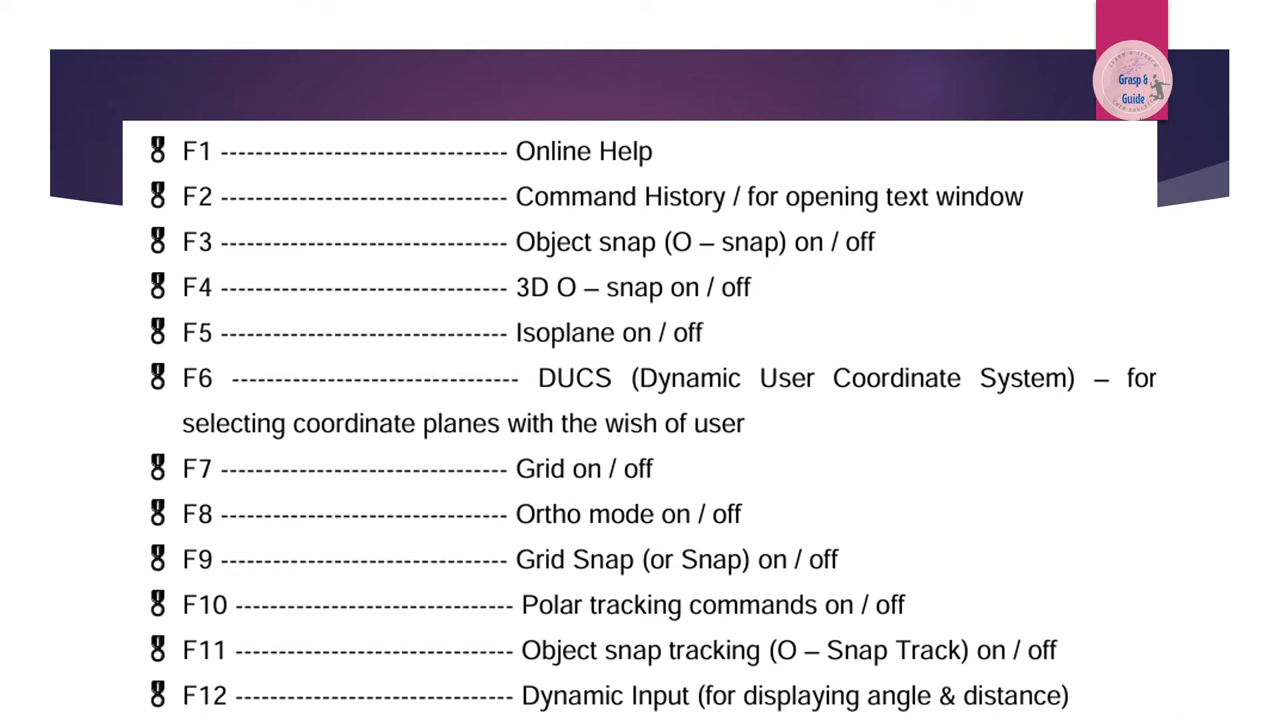 Grasp &
Guide
F1 --------------------------------- Online Help
F2 --------------------------------- Command History / for opening text window
F3 --------------------------------- Object snap (O – snap) on / off
F4 --------------------------------- 3D O – snap on / off
F5 --------------------------------- Isoplane on / off
F6 --------------------------------- DUCS (Dynamic User Coordinate System) – for
selecting coordinate planes with the wish of user
F7 --------------------------------- Grid on / off
F8 --------------------------------- Ortho mode on / off
F9 --------------------------------- Grid Snap (or Snap) on / off
F10 -------------------------------- Polar tracking commands on / off
F11 -------------------------------- Object snap tracking (O – Snap Track) on / off
F12 -------------------------------- Dynamic Input (for displaying angle & distance)